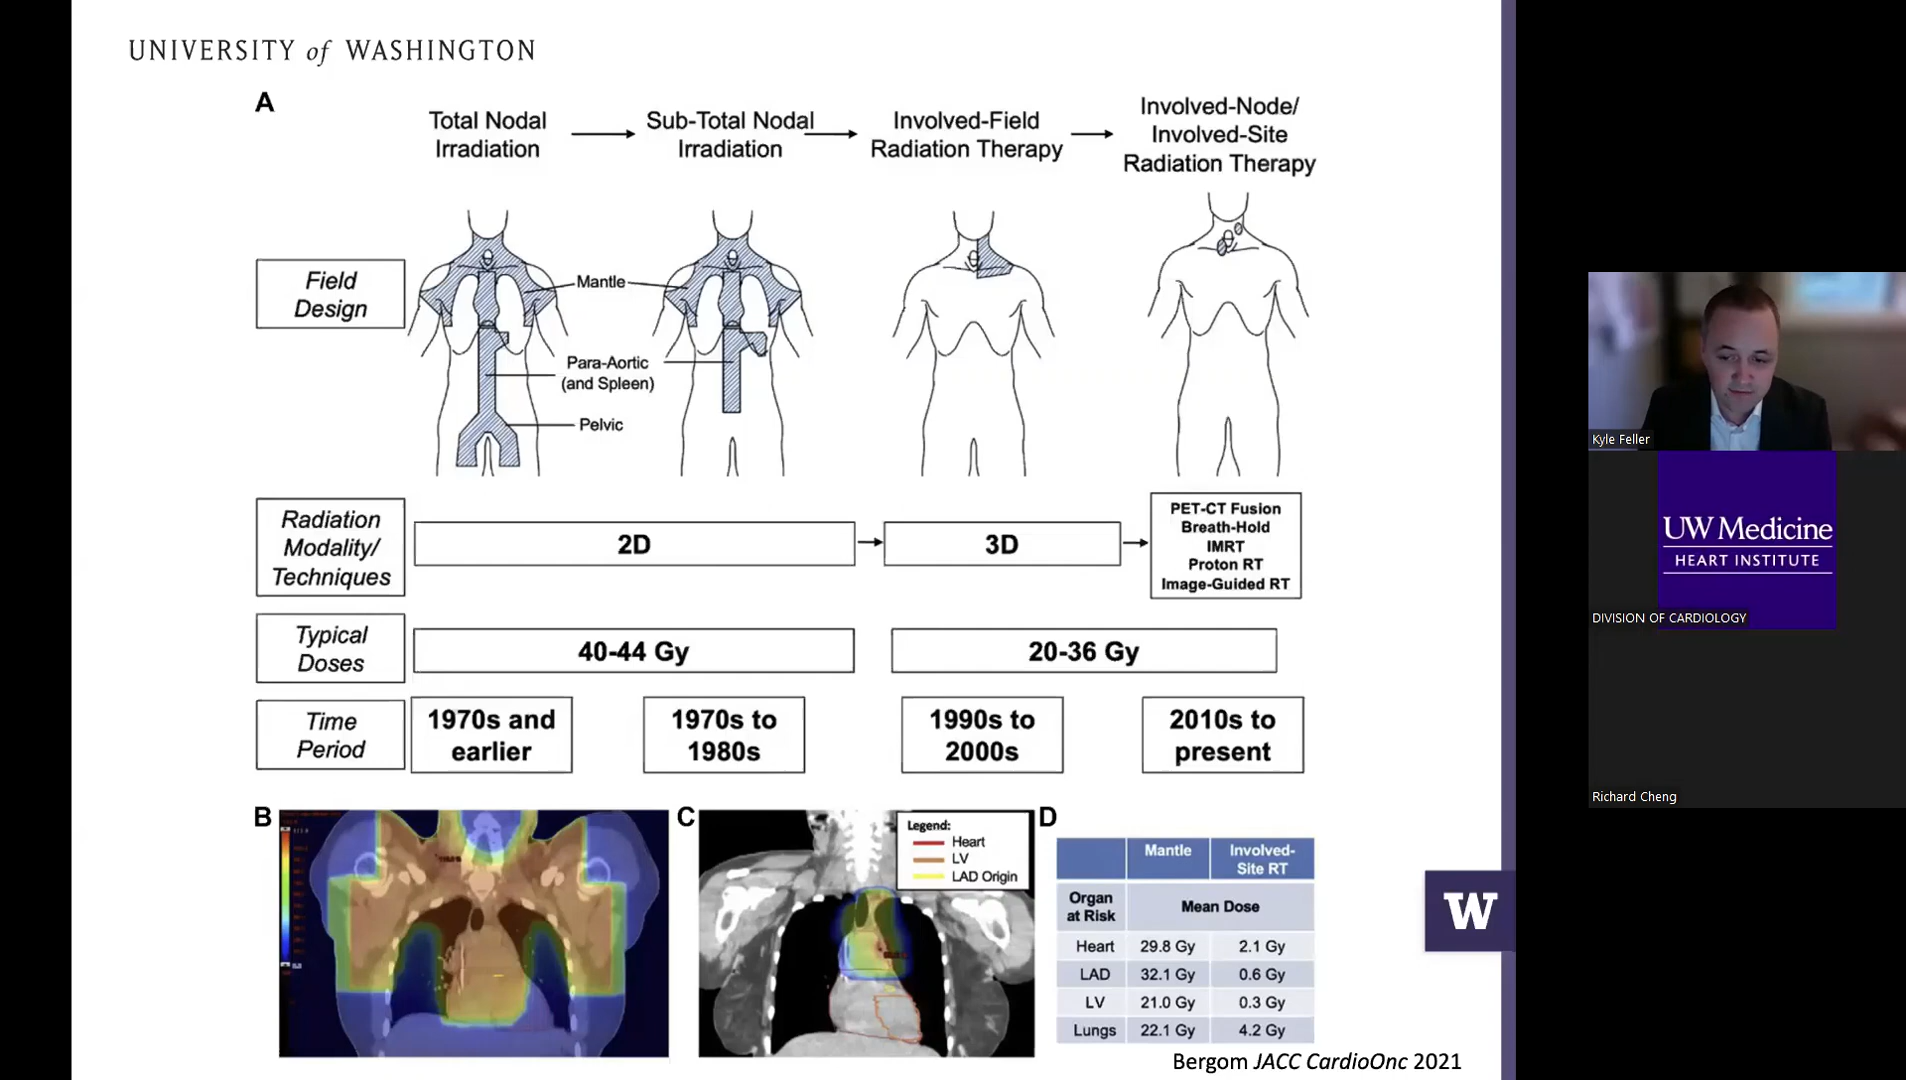 UNIVERSITY of WASHINGTON
A
Total Nodal
Irradiation
Sub-Total Nodal
Irradiation
Involved-Field
Radiation Therapy
Involved-Node/
Involved-Site
Radiation Therapy
Field
Design
Mantle
Para-Aortic
(and Spleen)
Pelvic
Radiation
Modality/
Techniques
2D
3D
PET-CT Fusion
Breath-Hold
IMRT
Proton RT
Image-Guided RT
Typical
Doses
40-44 Gy
20-36 Gy
Time
Period
1970s and
earlier
1970s to
1980s
1990s to
2000s
2010s to
present
B
C
Legend:
Heart
LV
LAD Origin
D
Mantle
Involved-
Site RT
Organ
at Risk
Mean Dose
Heart 29.8 Gy 2.1 Gy
LAD 32.1 Gy 0.6 Gy
LV 21.0 Gy 0.3 Gy
Lungs 22.1 Gy 4.2 Gy
Bergom JACC CardioOnc 2021
W
Kyle Feller
UW Medicine
HEART INSTITUTE
DIVISION OF CARDIOLOGY
Richard Cheng